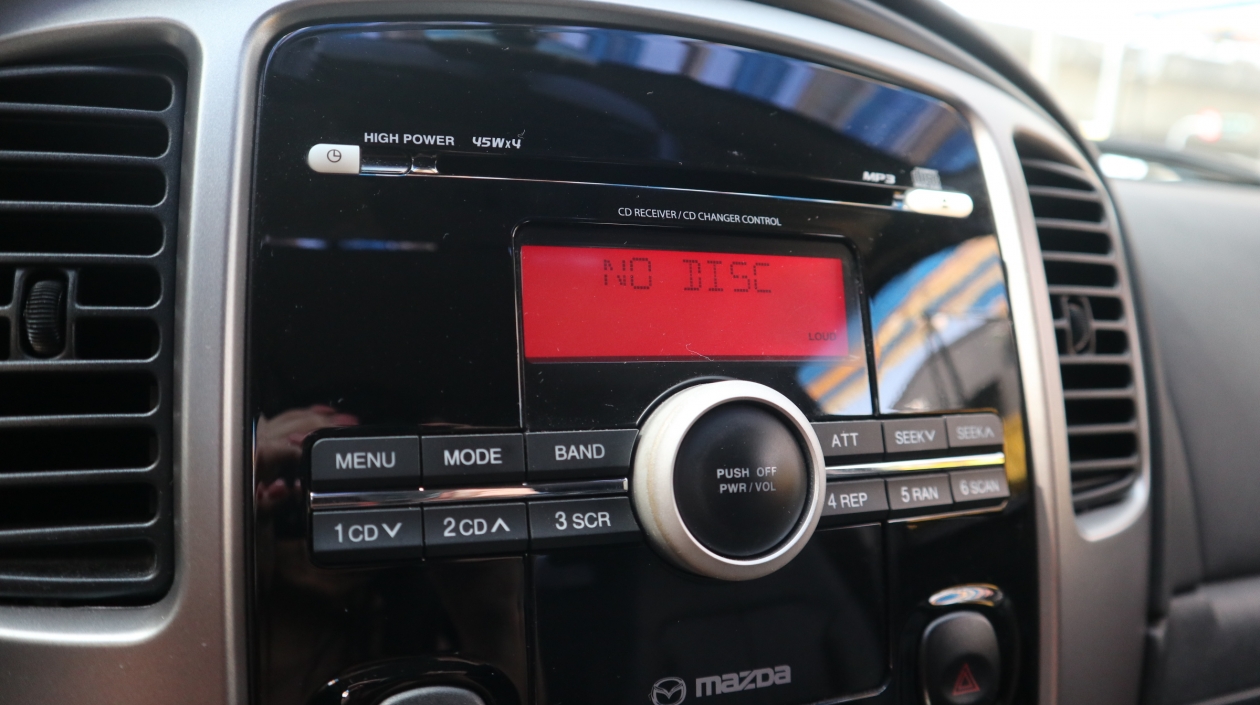 HIGH POWER 45Wx4
MP3
CD RECEIVER / CD CHANGER CONTROL
NO DISC
LOUD
MENU MODE BAND
ATT SEEK SEEK
PUSH OFF
PWR / VOL
1 CD 2 CD 3 SCR
4 REP 5 RAN 6 SCAN
mazda